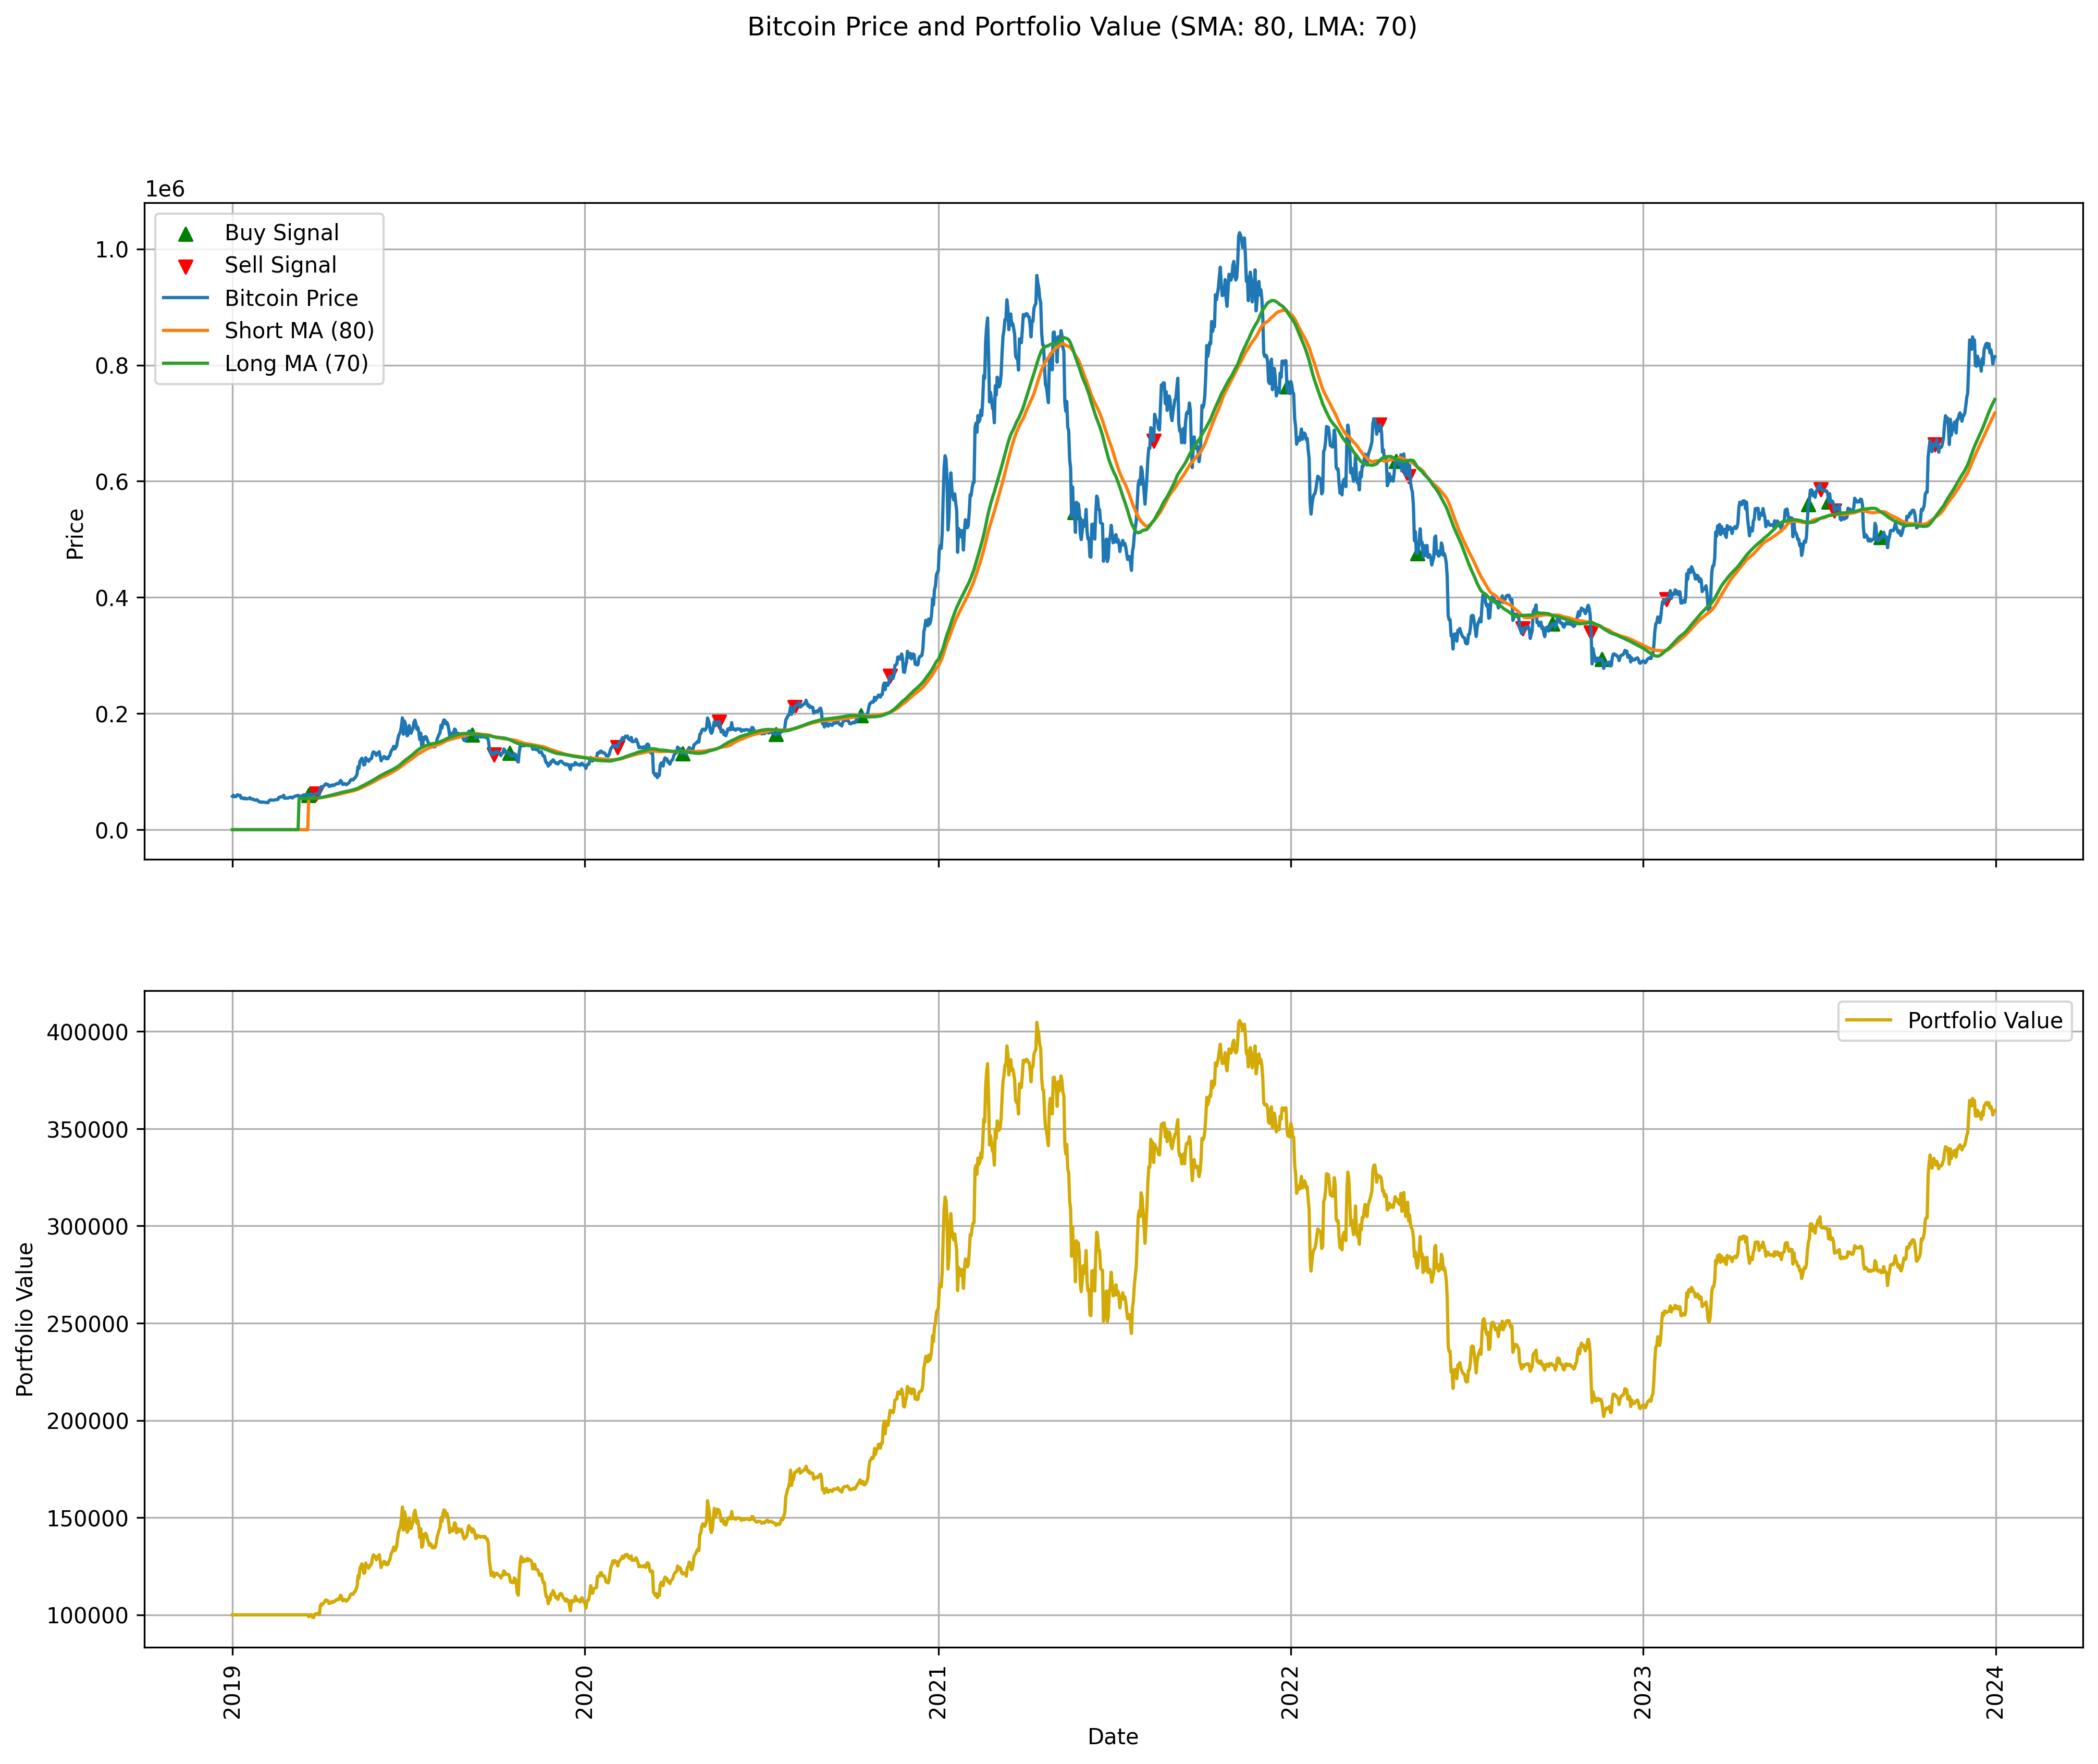 Bitcoin Price and Portfolio Value (SMA: 80, LMA: 70)
1e6
Buy Signal
Sell Signal
Bitcoin Price
Short MA (80)
Long MA (70)
1.0
0.8
0.6
0.4
0.2
0.0
Price
Portfolio Value
400000
350000
300000
250000
200000
150000
100000
Portfolio Value
2019
2020
2021
2022
2023
2024
Date